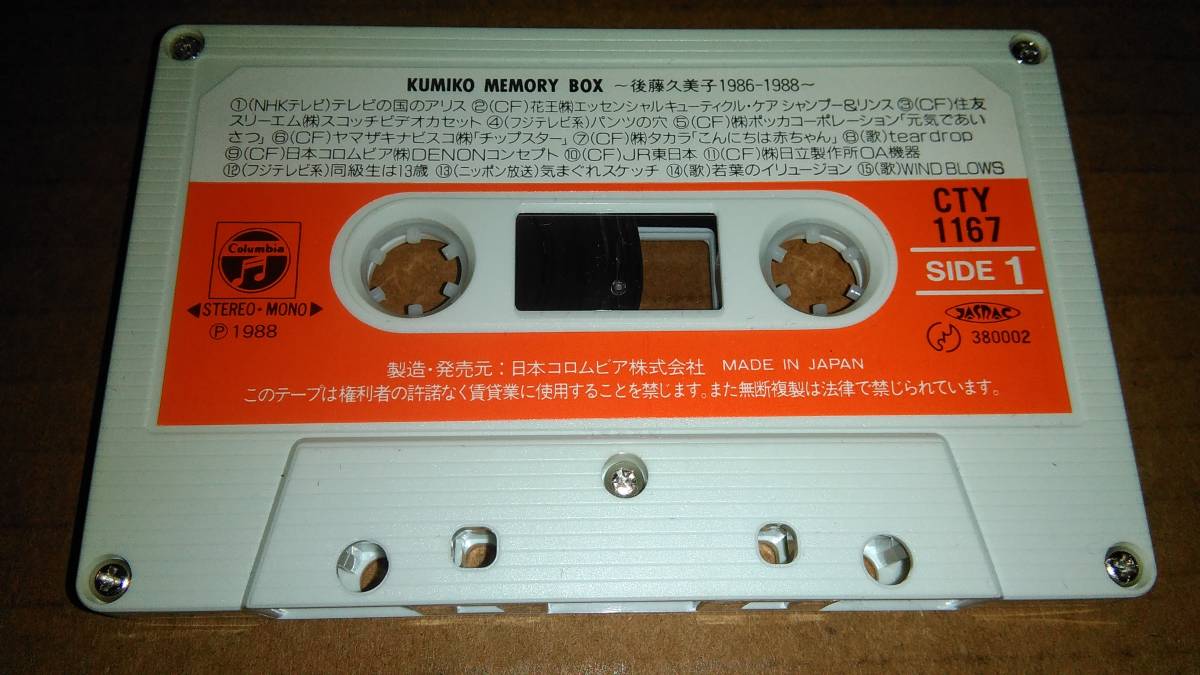 KUMIKO MEMORY BOX ～後藤久美子1986-1988～
①(NHKテレビ)テレビの国のアリス ②(CF)花王㈱エッセンシャルキューティクル・ケア シャンプー&リンス ③(CF)住友
スリーエム㈱スコッチビデオカセット ④(フジテレビ系)パンツの穴 ⑤(CF)㈱ポッカコーポレーション「元気であい
さつ」 ⑥(CF)ヤマザキナビスコ㈱「チップスター」 ⑦(CF)㈱タカラ「こんにちは赤ちゃん」 ⑧(歌)teardrop
⑨(CF)日本コロムビア㈱DENONコンセプト ⑩(CF)JR東日本 ⑪(CF)㈱日立製作所OA機器
⑫(フジテレビ系)同級生は13歳 ⑬(ニッポン放送)気まぐれスケッチ ⑭(歌)若葉のイリュージョン ⑮(歌)WIND BLOWS
Columbia
◀STEREO・MONO▶
Ⓟ1988
CTY
1167
SIDE 1
JASRAC
380002
製造・発売元：日本コロムビア株式会社 MADE IN JAPAN
このテープは権利者の許諾なく賃貸業に使用することを禁じます。また無断複製は法律で禁じられています。